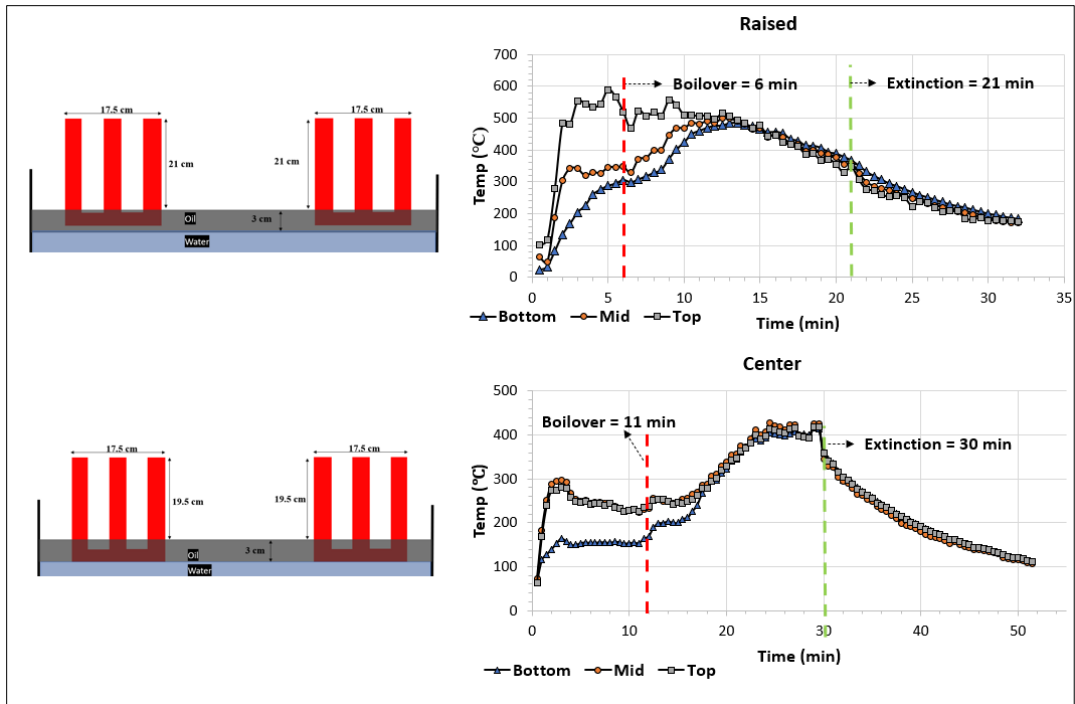 Raised
17.5 cm
17.5 cm
21 cm
21 cm
Oil
3 cm
Water
Temp (°C)
700
600
500
400
300
200
100
0
Boilover = 6 min
Extinction = 21 min
0 5 10 15 20 25 30 35
Time (min)
Bottom Mid Top
Center
17.5 cm
17.5 cm
19.5 cm
19.5 cm
Oil
3 cm
Water
Temp (℃)
500
400
300
200
100
0
Boilover = 11 min
Extinction = 30 min
0 10 20 30 40 50
Time (min)
Bottom Mid Top